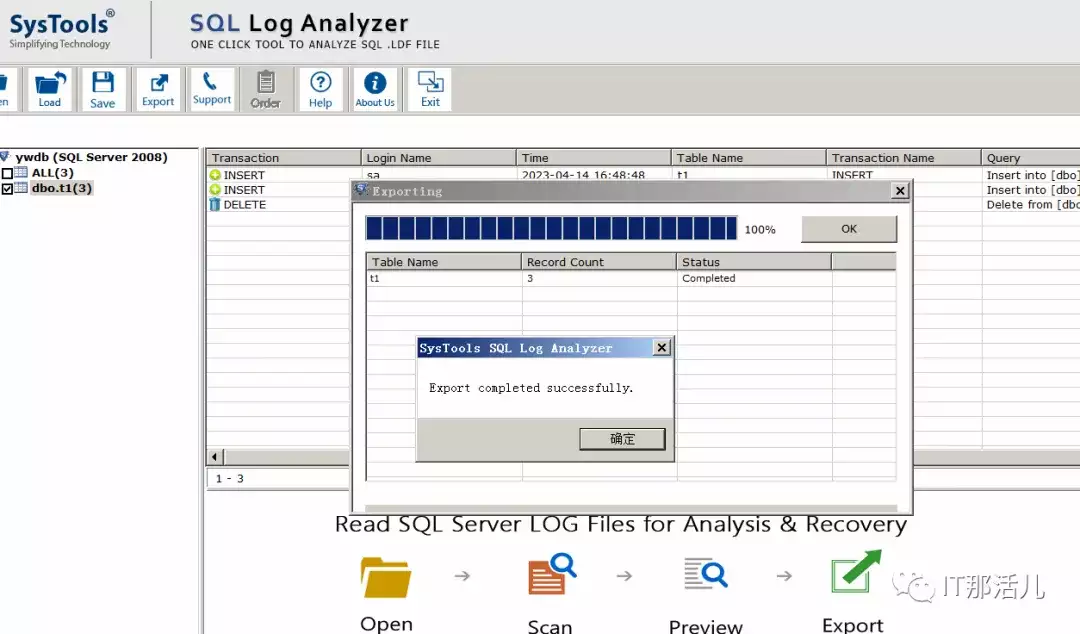 SysTools®
Simplifying Technology
SQL Log Analyzer
ONE CLICK TOOL TO ANALYZE SQL .LDF FILE
en Load Save Export Support Order Help About Us Exit
ywdb (SQL Server 2008)
ALL(3)
dbo.t1(3)
Transaction Login Name Time Table Name Transaction Name Query
INSERT sa 2023-04-14 16:48:48 t1 INSERT Insert into [dbo]
INSERT Insert into [dbo]
DELETE Delete from [dbo
Exporting
100% OK
Table Name Record Count Status
t1 3 Completed
SysTools SQL Log Analyzer
Export completed successfully.
确定
1 - 3
Read SQL Server LOG Files for Analysis & Recovery
Open Scan Preview Export
IT那活儿